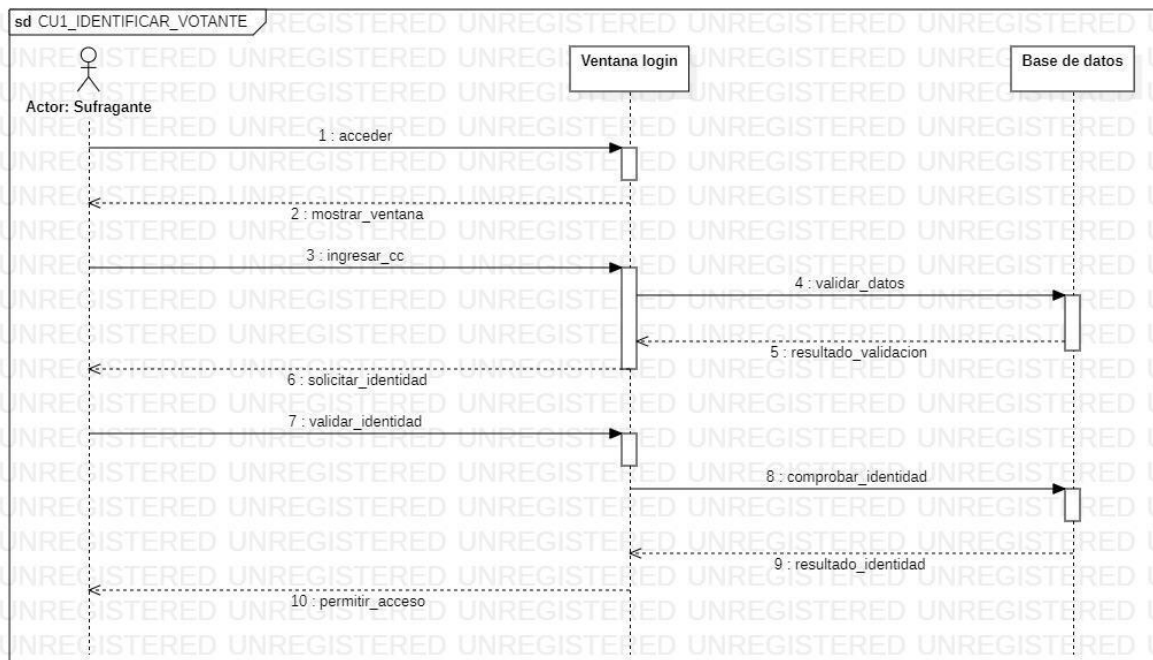 sd CU1_IDENTIFICAR_VOTANTE
Actor: Sufragante
Ventana login
Base de datos
1 : acceder
2 : mostrar_ventana
3 : ingresar_cc
4 : validar_datos
5 : resultado_validacion
6 : solicitar_identidad
7 : validar_identidad
8 : comprobar_identidad
9 : resultado_identidad
10 : permitir_acceso
UNREGISTERED